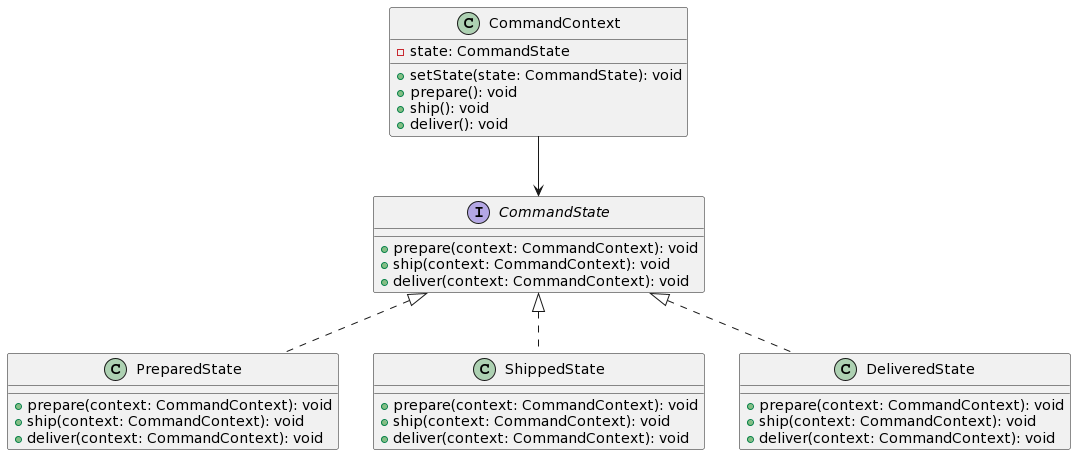 C CommandContext
state: CommandState
setState(state: CommandState): void
prepare(): void
ship(): void
deliver(): void
I CommandState
prepare(context: CommandContext): void
ship(context: CommandContext): void
deliver(context: CommandContext): void
C PreparedState
prepare(context: CommandContext): void
ship(context: CommandContext): void
deliver(context: CommandContext): void
C ShippedState
prepare(context: CommandContext): void
ship(context: CommandContext): void
deliver(context: CommandContext): void
C DeliveredState
prepare(context: CommandContext): void
ship(context: CommandContext): void
deliver(context: CommandContext): void